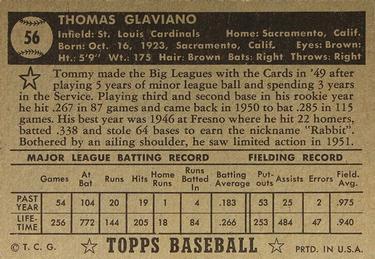 56
THOMAS GLAVIANO
Infield: St. Louis Cardinals Home: Sacramento, Calif.
Born: Oct. 16, 1923, Sacramento, Calif. Eyes: Brown
Ht: 5'9" Wt: 175 Hair: Brown Bats: Right Throws: Right
Tommy made the Big Leagues with the Cards in '49 after
playing 5 years of minor league ball and spending 3 years
in the Service. Playing third and second base in his rookie year
he hit .267 in 87 games and came back in 1950 to bat .285 in 115
games. His best year was 1946 at Fresno where he hit 22 homers,
batted .338 and stole 64 bases to earn the nickname "Rabbit".
Bothered by an ailing shoulder, he saw limited action in 1951.
MAJOR LEAGUE BATTING RECORD FIELDING RECORD
Games At Bat Runs Hits Home Runs Runs Batted In Batting Average Put-outs Assists Errors Field. Avg.
PAST YEAR 54 104 20 19 1 4 .183 53 25 2 .975
LIFE-TIME 256 772 144 205 18 84 .266 253 484 47 .940
© T. C. G. TOPPS BASEBALL PRTD. IN U.S.A.